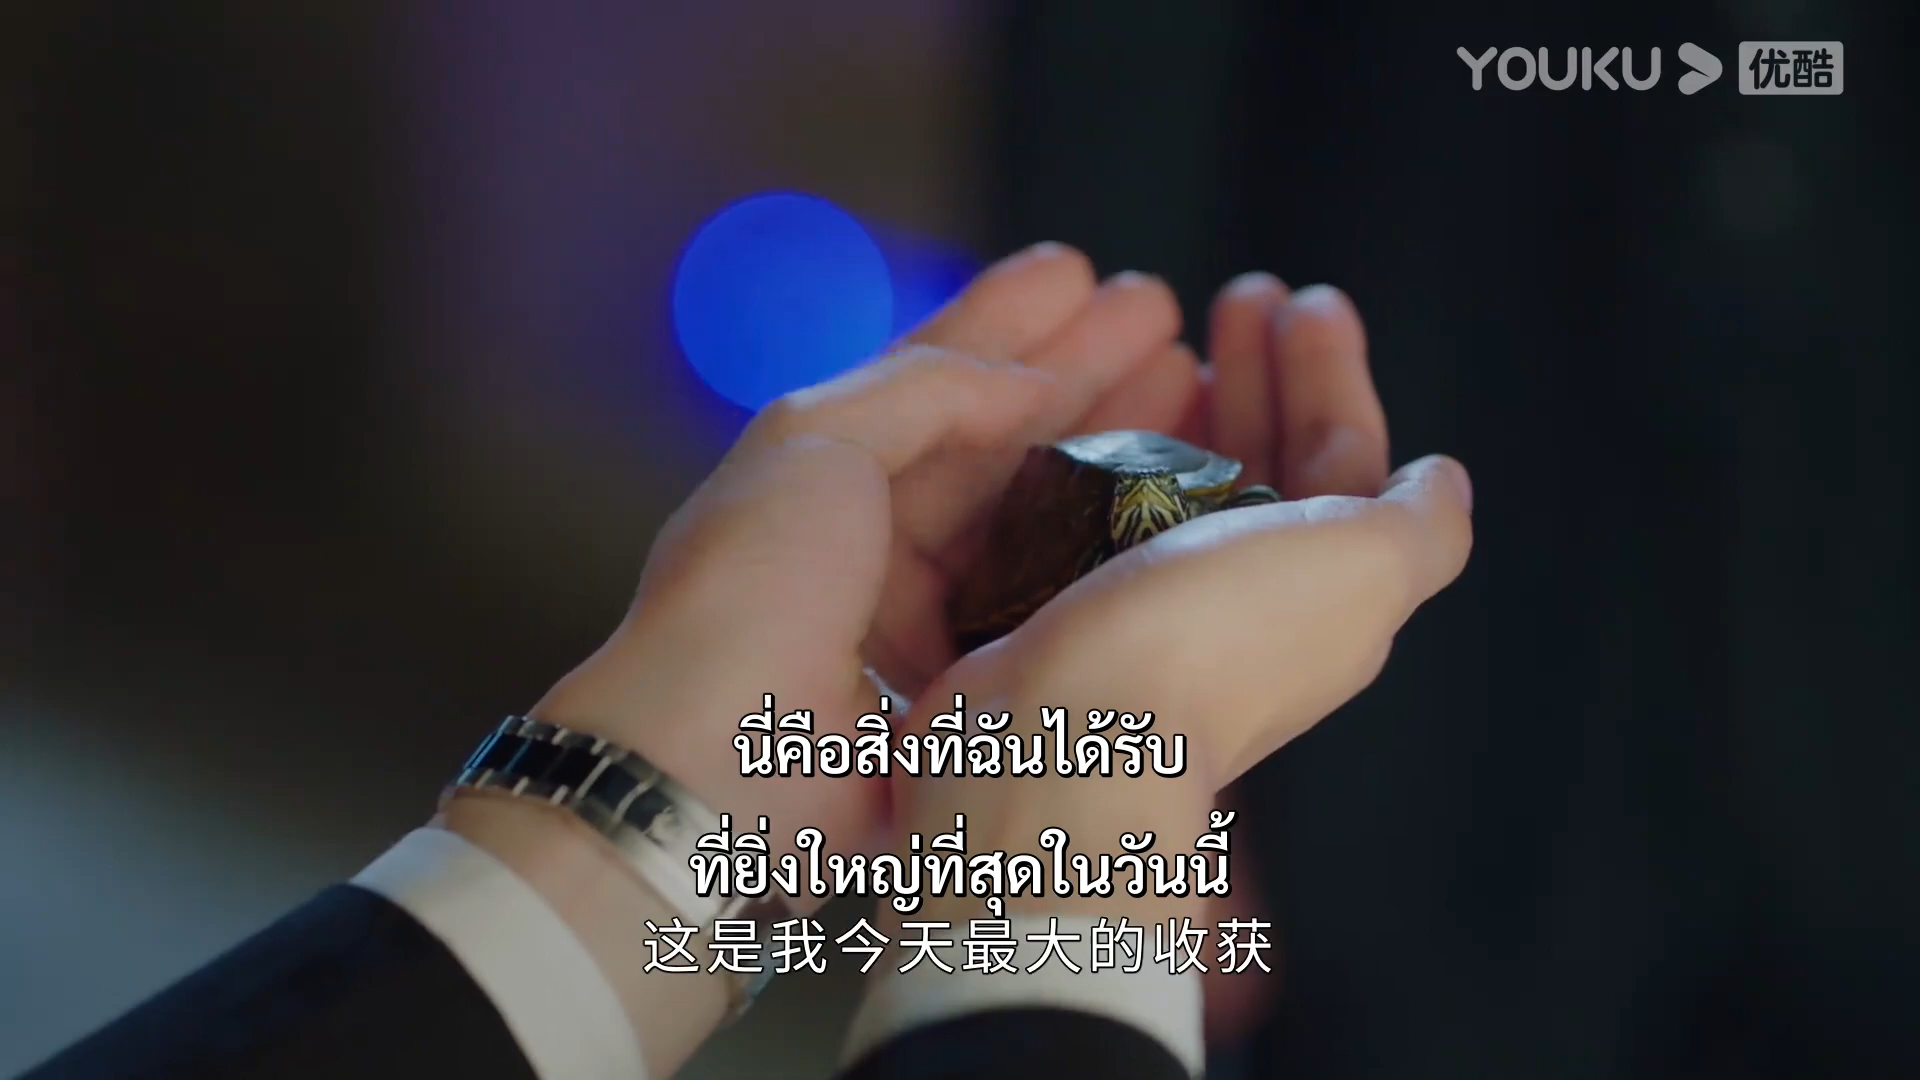 YOUKU 优酷
นี่คือสิ่งที่ฉันได้รับ
ที่ยิ่งใหญ่ที่สุดในวันนี้
这是我今天最大的收获